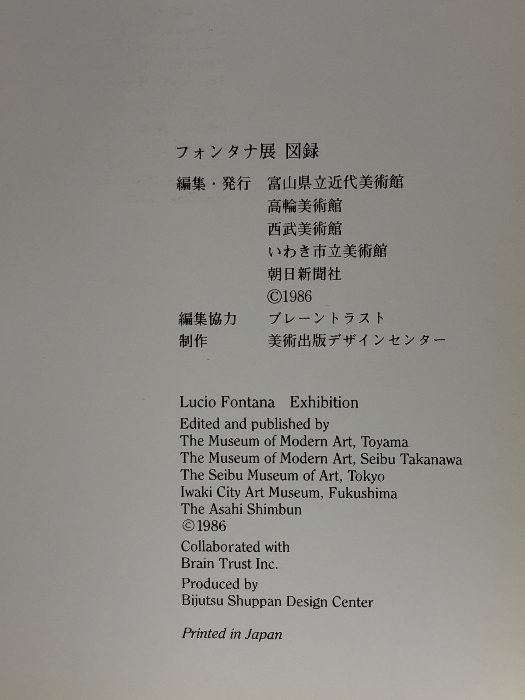 フォンタナ展 図録
編集・発行 富山県立近代美術館
高輪美術館
西武美術館
いわき市立美術館
朝日新聞社
©1986
編集協力 ブレーントラスト
制作 美術出版デザインセンター
Lucio Fontana Exhibition
Edited and published by
The Museum of Modern Art, Toyama
The Museum of Modern Art, Seibu Takanawa
The Seibu Museum of Art, Tokyo
Iwaki City Art Museum, Fukushima
The Asahi Shimbun
©1986
Collaborated with
Brain Trust Inc.
Produced by
Bijutsu Shuppan Design Center
Printed in Japan